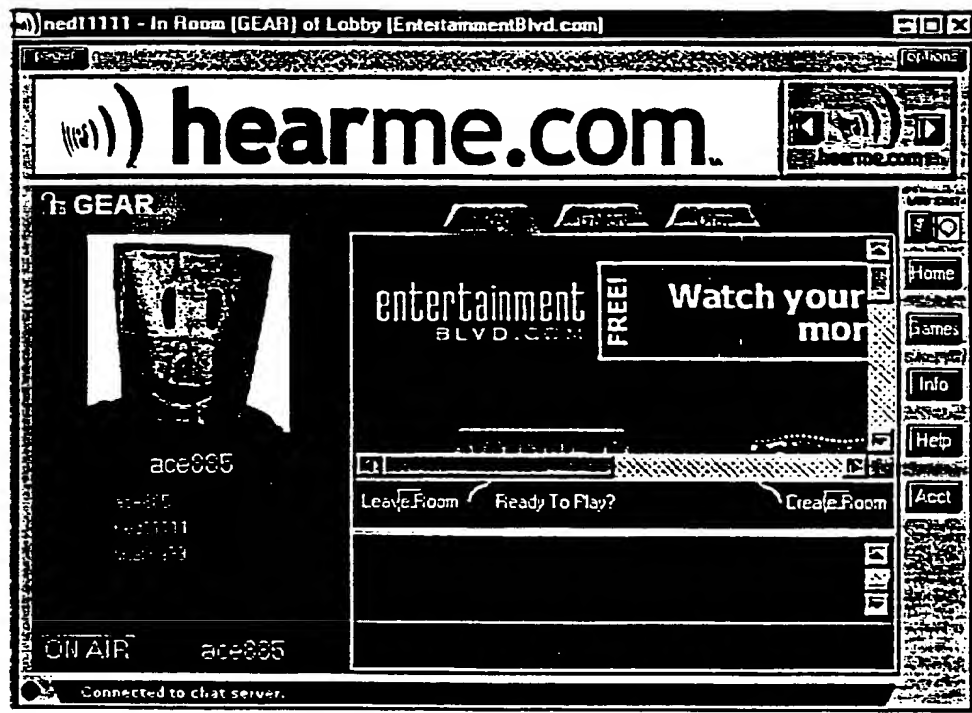 ned11111 - In Room [GEAR] of Lobby [EntertainmentBlvd.com]
options
hearme.com
hearme.com
GEAR
entertainment
BLVD.COM
FREE!
Watch your
mor
Home
Games
Info
Help
Acct
ace885
Leave Room
Ready To Play?
Create Room
ned11111
ON AIR
ace885
Connected to chat server.